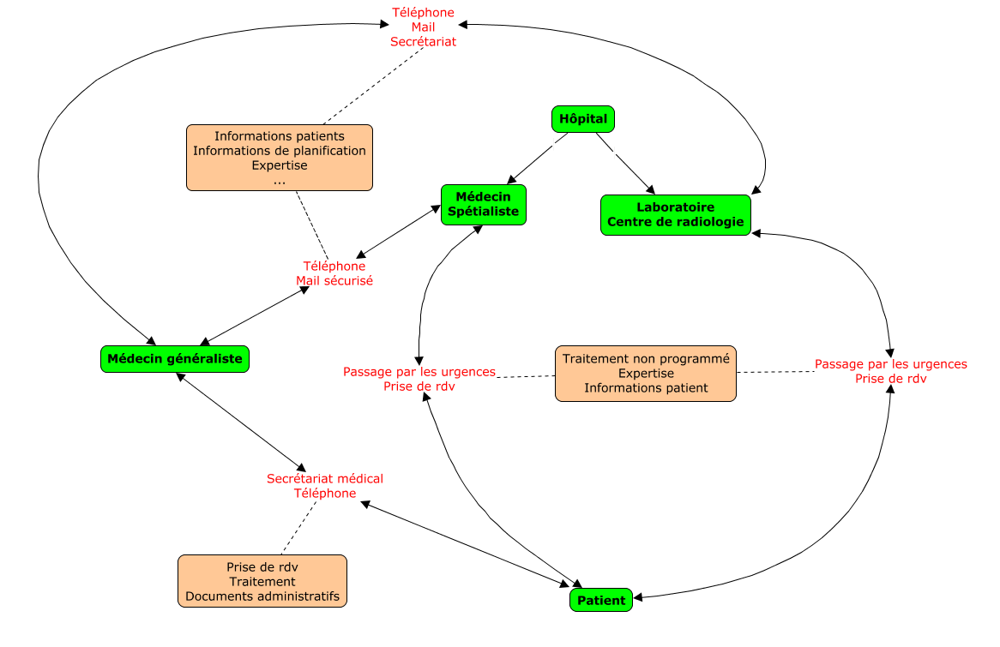 Téléphone
Mail
Secrétariat
Hôpital
Informations patients
Informations de planification
Expertise
...
Médecin
Spétialiste
Laboratoire
Centre de radiologie
Téléphone
Mail sécurisé
Médecin généraliste
Passage par les urgences
Prise de rdv
Traitement non programmé
Expertise
Informations patient
Passage par les urgences
Prise de rdv
Secrétariat médical
Téléphone
Prise de rdv
Traitement
Documents administratifs
Patient